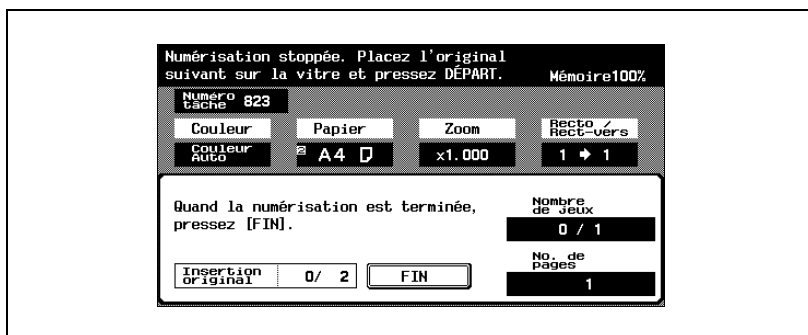 Numérisation stoppée. Placez l'original
suivant sur la vitre et pressez DÉPART.
Mémoire100%
Numéro
tâche 823
Couleur
Papier
Zoom
Recto /
Rect-vers
Couleur
Auto
2 A4
x1.000
1 ➔ 1
Quand la numérisation est terminée,
pressez [FIN].
Nombre
de jeux
0 / 1
Insertion
original
0/ 2
FIN
No. de
pages
1